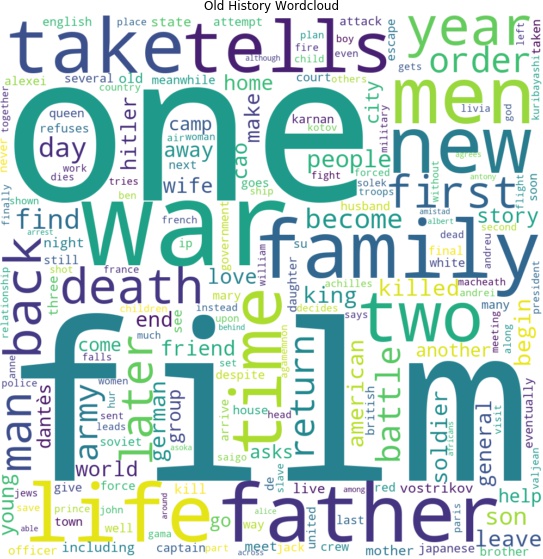 Old History Wordcloud
english place state attempt attack
boy
plan
fire
child
even
escape
although
left
taken
year
order
take tells
alexei several old meanwhile home court others gets
country
together
never
queen
refuses
day
work
dies
tries
hitler
camp
air woman
away
next
wife
cao
goes
make
karnan
kotov
city
people
fight
ship
military
forced
solek
troops
men
livia
god
kuribayashi
new
agrees
antony
without
flight
soon
one
finally
shown
find
ben
first
war
french
ip
government
su
william
become
husband
amistad
albert
story
second
final
white
dead
andreu
family
president
relationship
back
night
still
arrest
three
shot
france
death
love
mary
children
instead
upon
behind
daughter
achilles
king
decides
says
killed
macheath
andrei
many
meeting
along
begin
end
much
see
agamemnon
time
two
another
anne
police
come
falls
friend
set
despite
return
american
british
battle
film
man
dantès
army
women
hur
sent
leads
soviet
later
german
group
asoka
saigo
arrive
house
head
asks
soldier
general
africans
visit
eventually
valjean
world
slave
de
young
jews
give
force
kill
alice
live
among
red
vostrikov
paris
help
save
prince
john
able
town
well
around
gama
go
way
united
last
life father
son
leave
officer including captain part across meet jack crew mother japanese brother